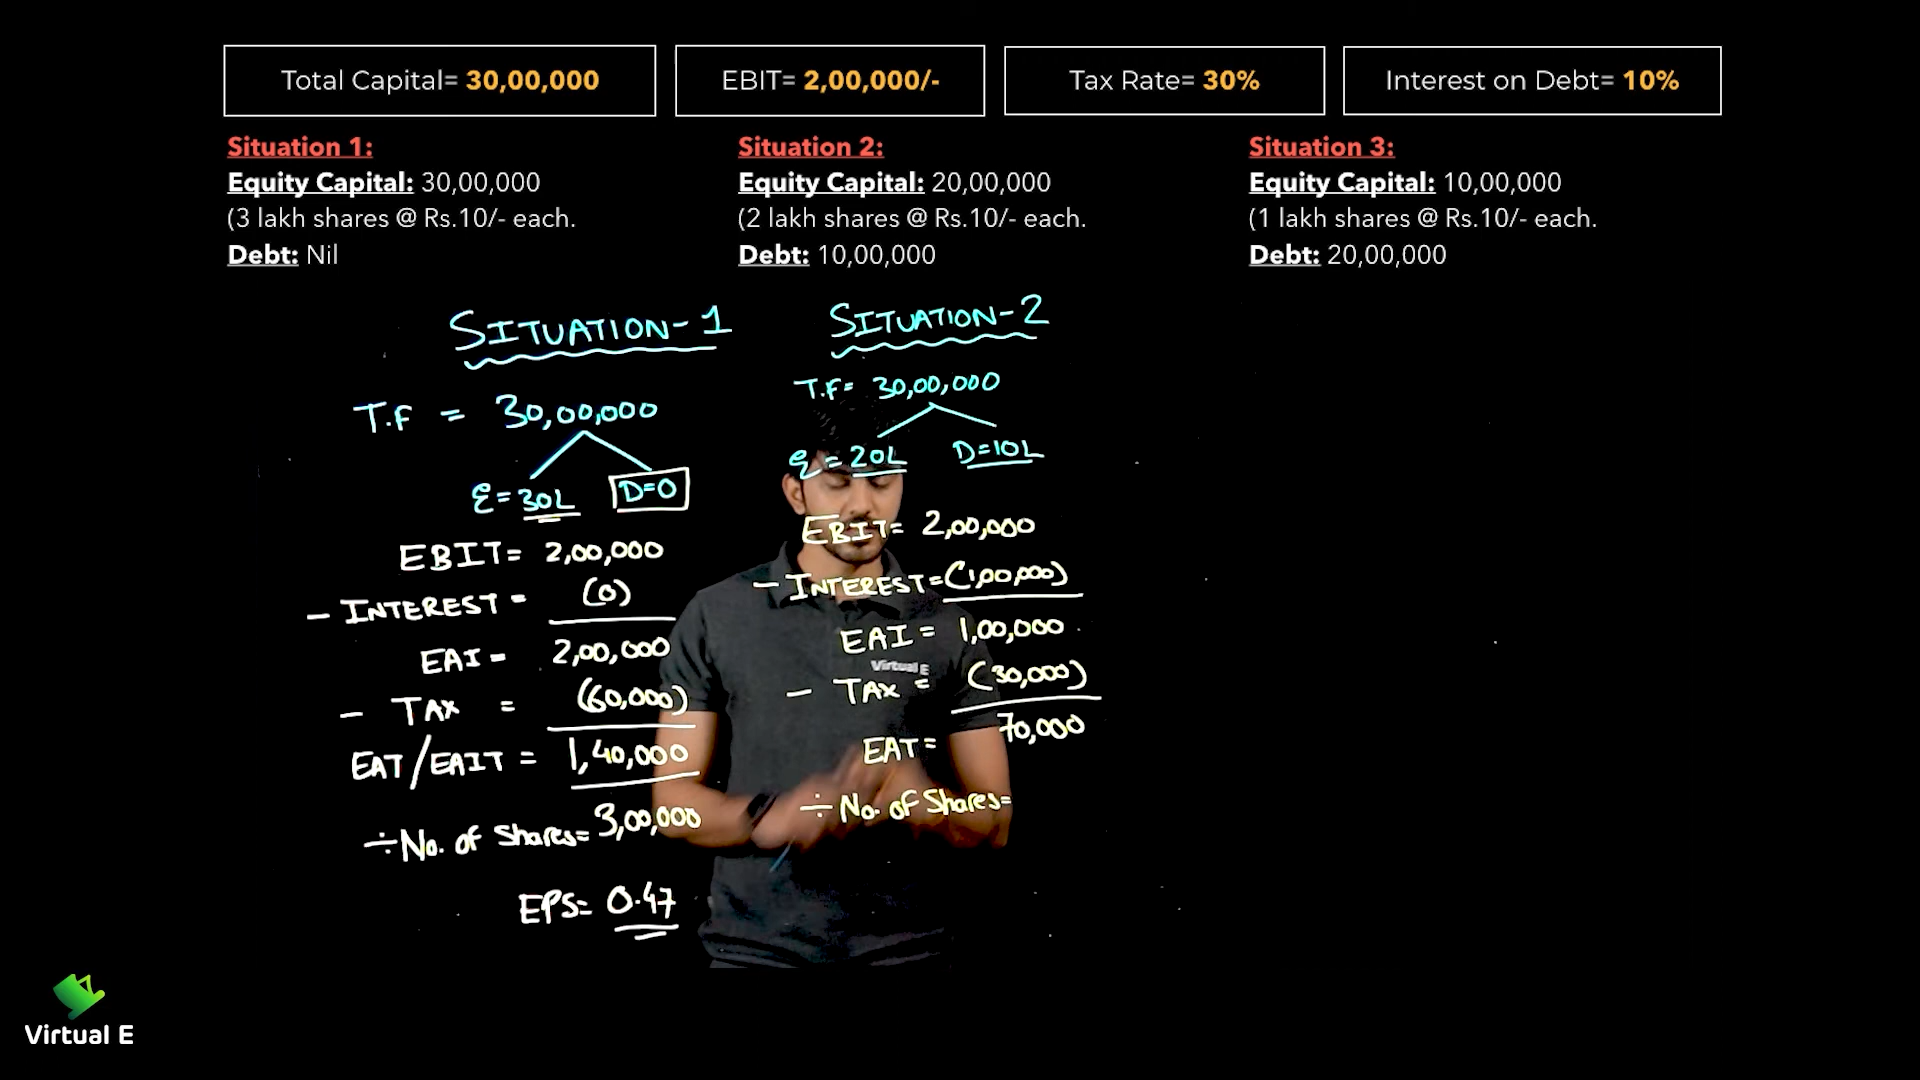 Total Capital= 30,00,000
EBIT= 2,00,000/-
Tax Rate= 30%
Interest on Debt= 10%
Situation 1:
Equity Capital: 30,00,000
(3 lakh shares @ Rs.10/- each.
Debt: Nil
Situation 2:
Equity Capital: 20,00,000
(2 lakh shares @ Rs.10/- each.
Debt: 10,00,000
Situation 3:
Equity Capital: 10,00,000
(1 lakh shares @ Rs.10/- each.
Debt: 20,00,000
SITUATION-1
T.F = 30,00,000
E=30L D=0
EBIT= 2,00,000
- INTEREST= (0)
EAI= 2,00,000
- TAX = (60,000)
EAT/EAIT = 1,40,000
÷No. of Shares= 3,00,000
EPS= 0.47
SITUATION-2
T.F= 30,00,000
E=20L D=10L
EBIT= 2,00,000
- INTEREST=(1,00,000)
EAI= 1,00,000
- TAX = (30,000)
EAT= 70,000
÷No. of Shares=
Virtual E
Virtual E